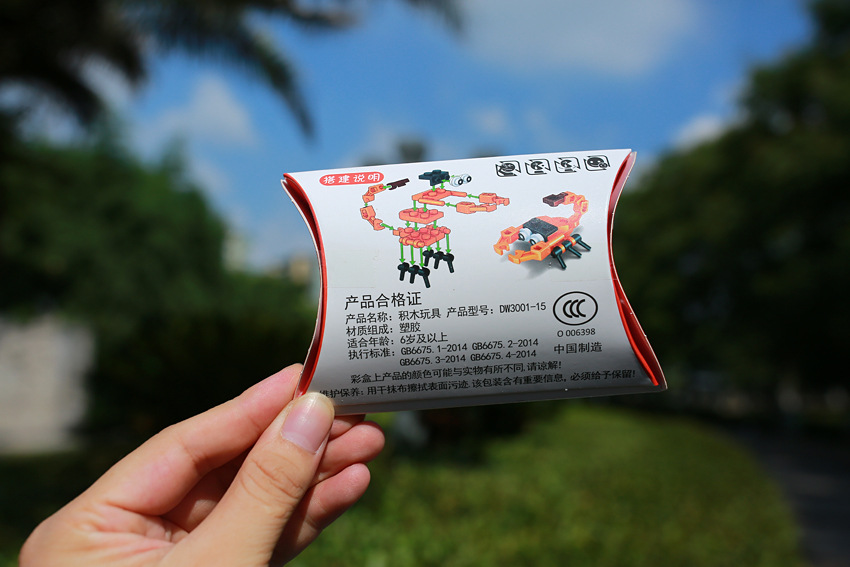 搭建说明
产品合格证
产品名称：积木玩具 产品型号：DW3001-15
材质组成：塑胶
适合年龄：6岁及以上
执行标准：GB6675.1-2014 GB6675.2-2014
GB6675.3-2014 GB6675.4-2014
CCC
O 006398
中国制造
彩盒上产品的颜色可能与实物有所不同,请谅解！
维护保养：用干抹布擦拭表面污迹.该包装含有重要信息，必须给予保留！